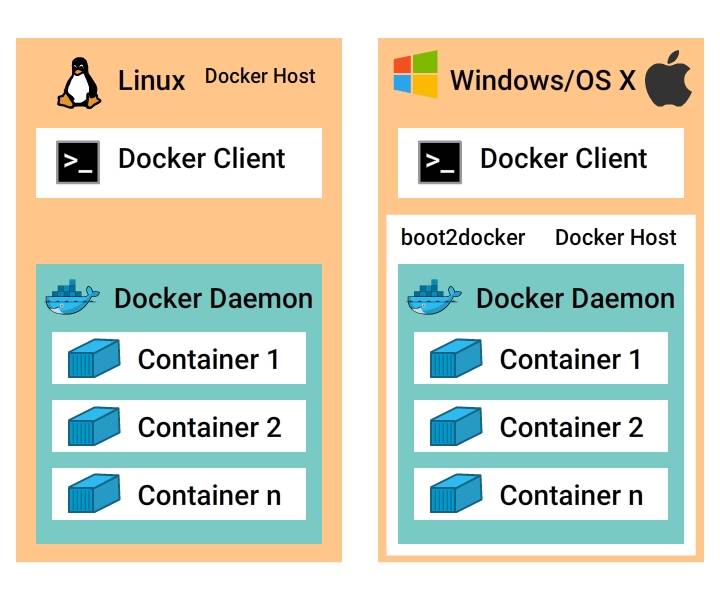 Linux Docker Host
>_ Docker Client
Docker Daemon
Container 1
Container 2
Container n
Windows/OS X
>_ Docker Client
boot2docker Docker Host
Docker Daemon
Container 1
Container 2
Container n